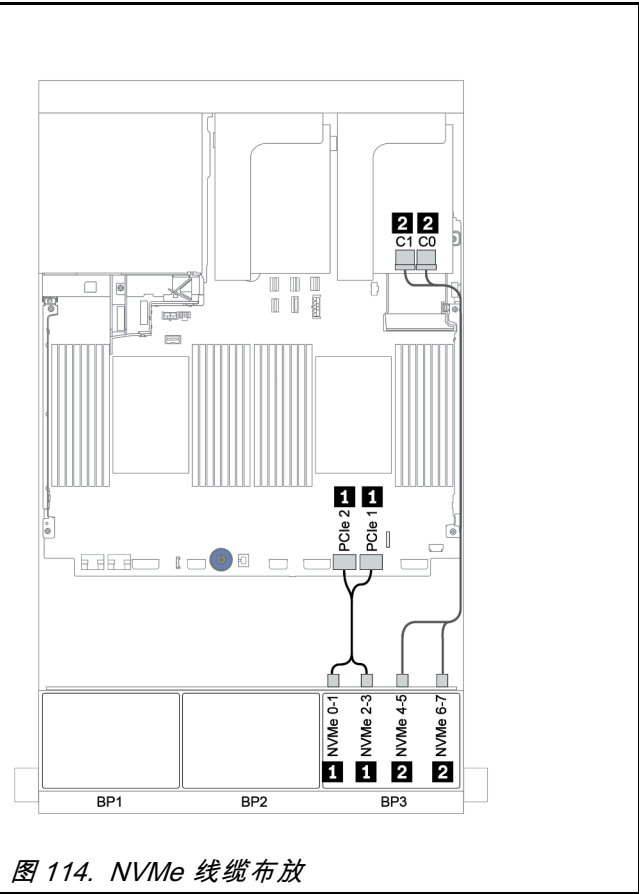 2 2
C1 C0
1 1
PCIe 2
PCIe 1
NVMe 0-1
NVMe 2-3
NVMe 4-5
NVMe 6-7
1 1 2 2
BP1 BP2 BP3
图 114. NVMe 线缆布放